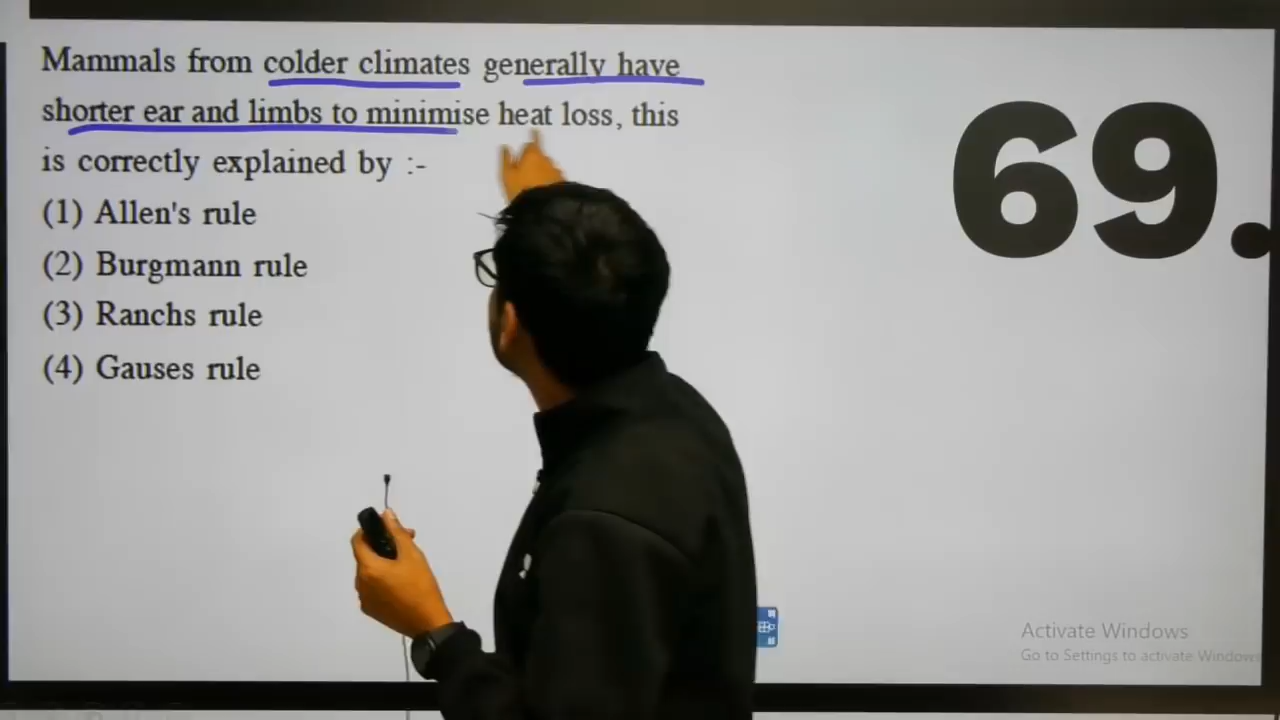 Mammals from colder climates generally have
shorter ear and limbs to minimise heat loss, this
is correctly explained by :-
(1) Allen's rule
(2) Burgmann rule
(3) Ranchs rule
(4) Gauses rule
69.
Activate Windows
Go to Settings to activate Windows